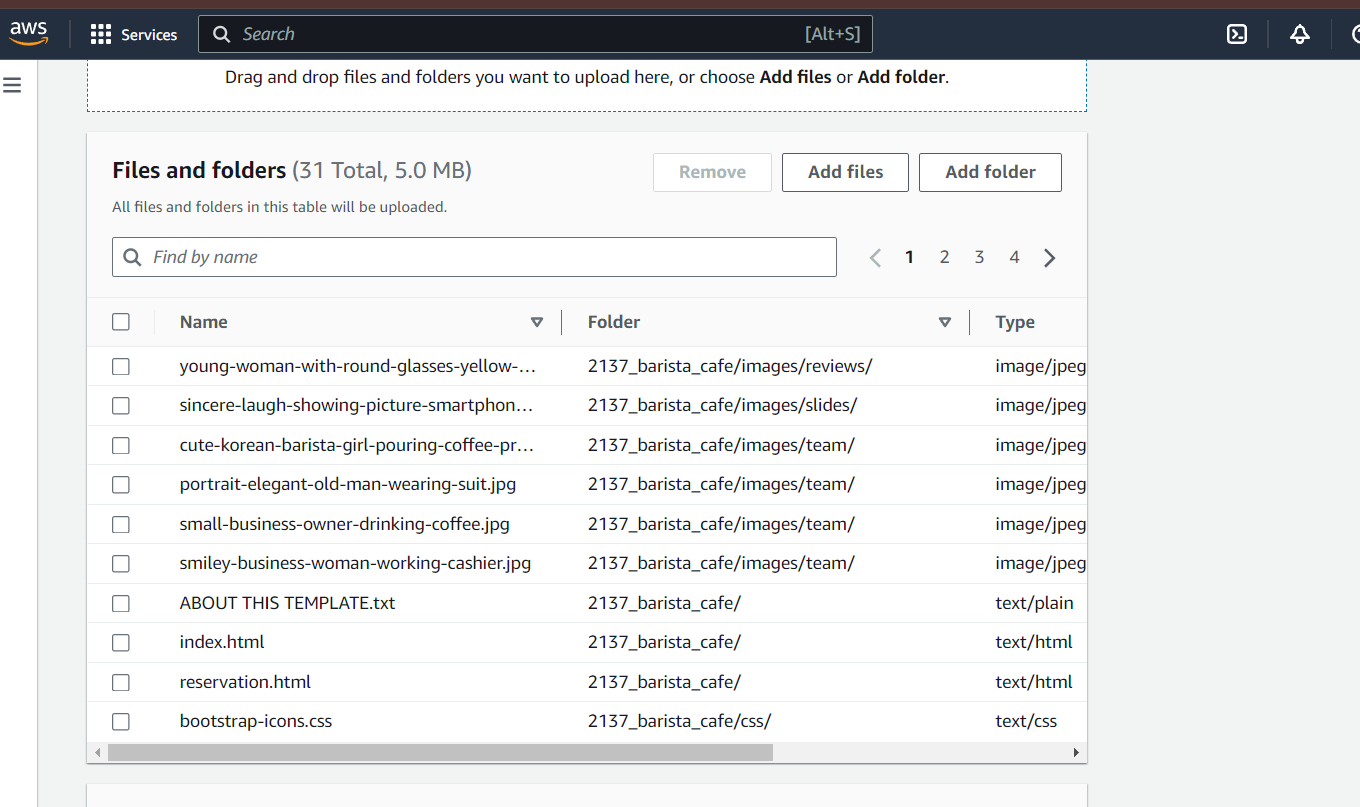 aws Services Search [Alt+S]
Drag and drop files and folders you want to upload here, or choose Add files or Add folder.
Files and folders (31 Total, 5.0 MB) Remove Add files Add folder
All files and folders in this table will be uploaded.
Find by name 1 2 3 4
Name Folder Type
young-woman-with-round-glasses-yellow-... 2137_barista_cafe/images/reviews/ image/jpeg
sincere-laugh-showing-picture-smartphon... 2137_barista_cafe/images/slides/ image/jpeg
cute-korean-barista-girl-pouring-coffee-pr... 2137_barista_cafe/images/team/ image/jpeg
portrait-elegant-old-man-wearing-suit.jpg 2137_barista_cafe/images/team/ image/jpeg
small-business-owner-drinking-coffee.jpg 2137_barista_cafe/images/team/ image/jpeg
smiley-business-woman-working-cashier.jpg 2137_barista_cafe/images/team/ image/jpeg
ABOUT THIS TEMPLATE.txt 2137_barista_cafe/ text/plain
index.html 2137_barista_cafe/ text/html
reservation.html 2137_barista_cafe/ text/html
bootstrap-icons.css 2137_barista_cafe/css/ text/css